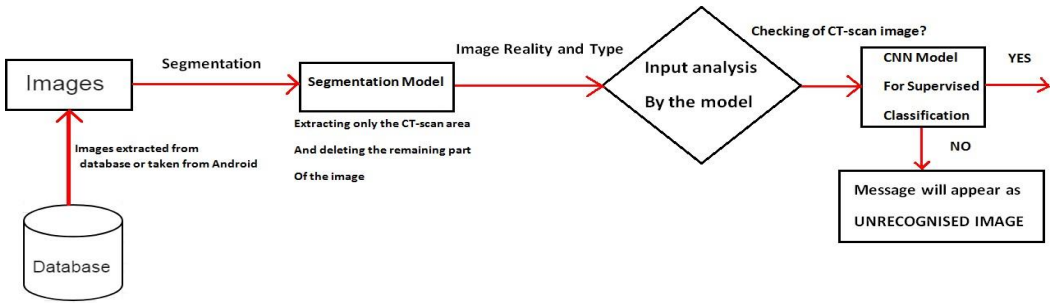 Images
Segmentation
Segmentation Model
Extracting only the CT-scan area
And deleting the remaining part
Of the image
Images extracted from
database or taken from Android
Database
Image Reality and Type
Input analysis
By the model
Checking of CT-scan image?
CNN Model
For Supervised
Classification
YES
NO
Message will appear as
UNRECOGNISED IMAGE